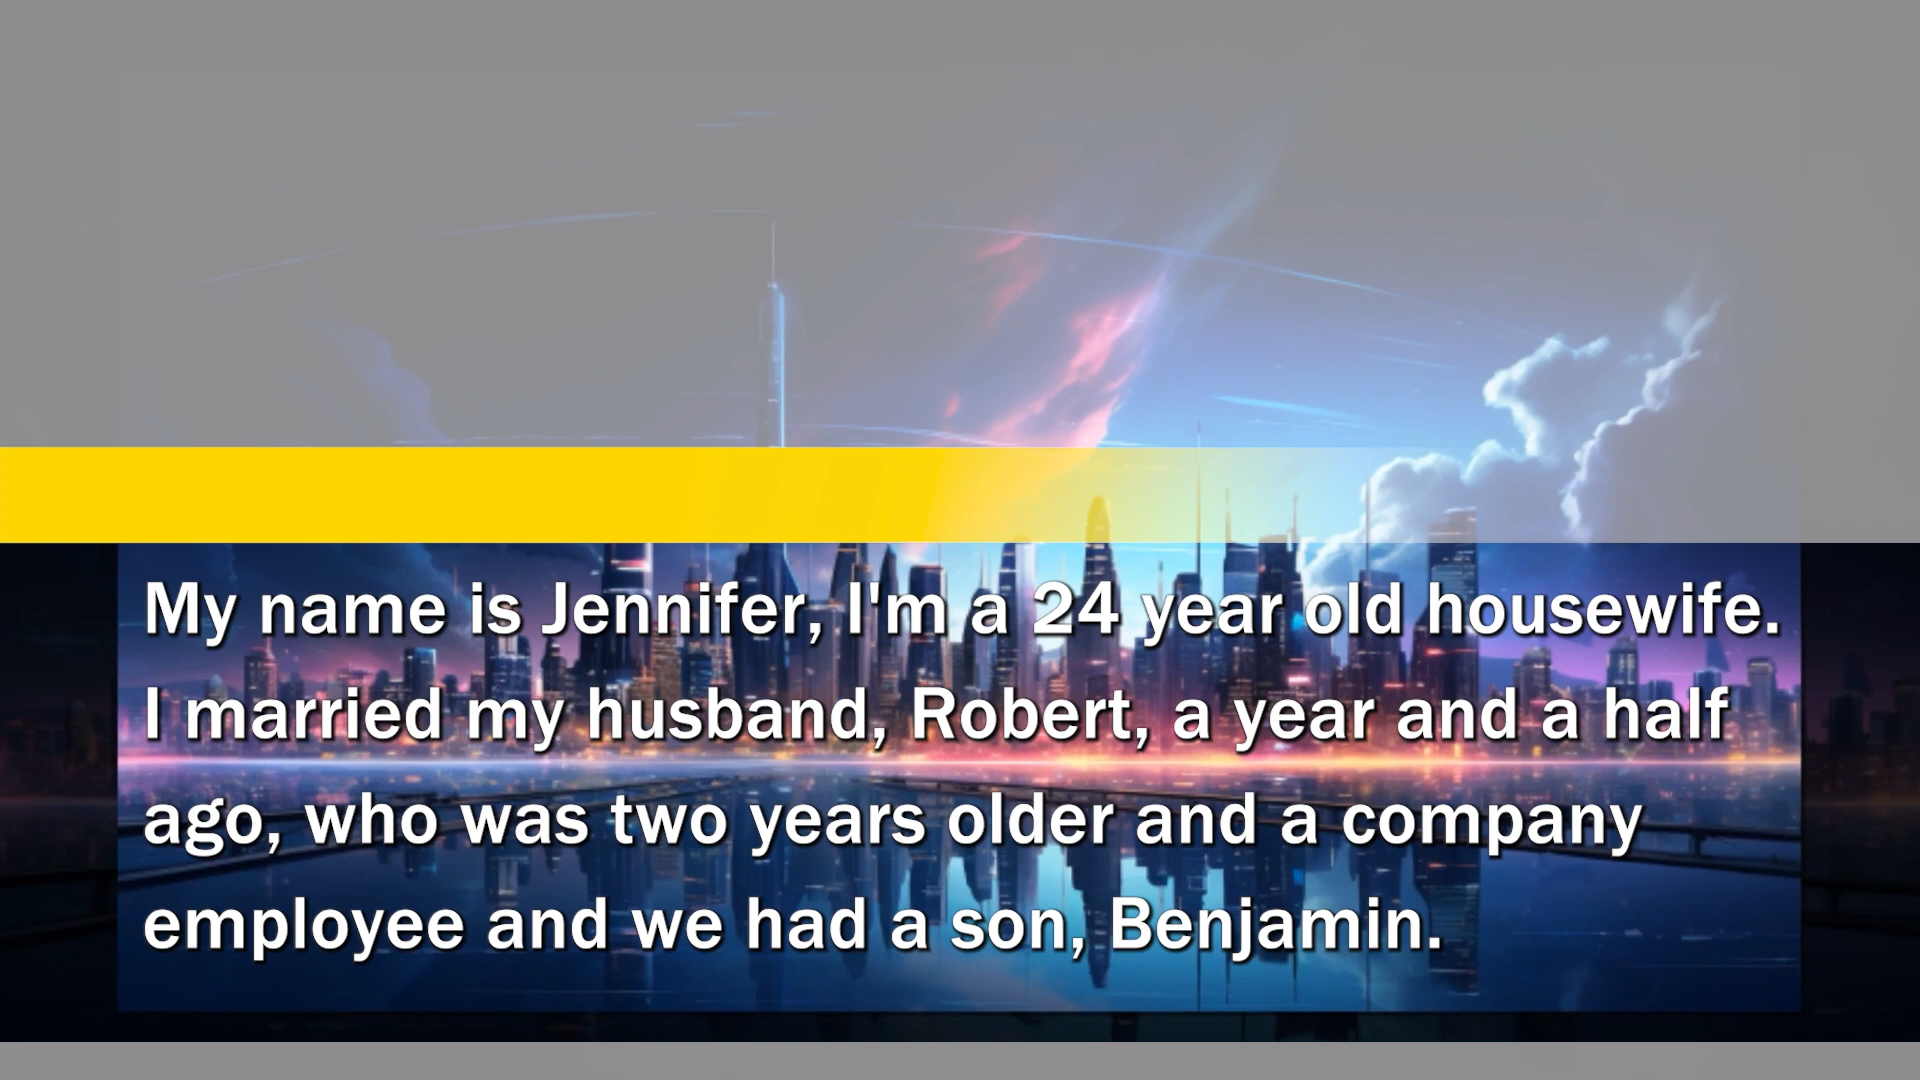 My name is Jennifer, I'm a 24 year old housewife.
I married my husband, Robert, a year and a half
ago, who was two years older and a company
employee and we had a son, Benjamin.